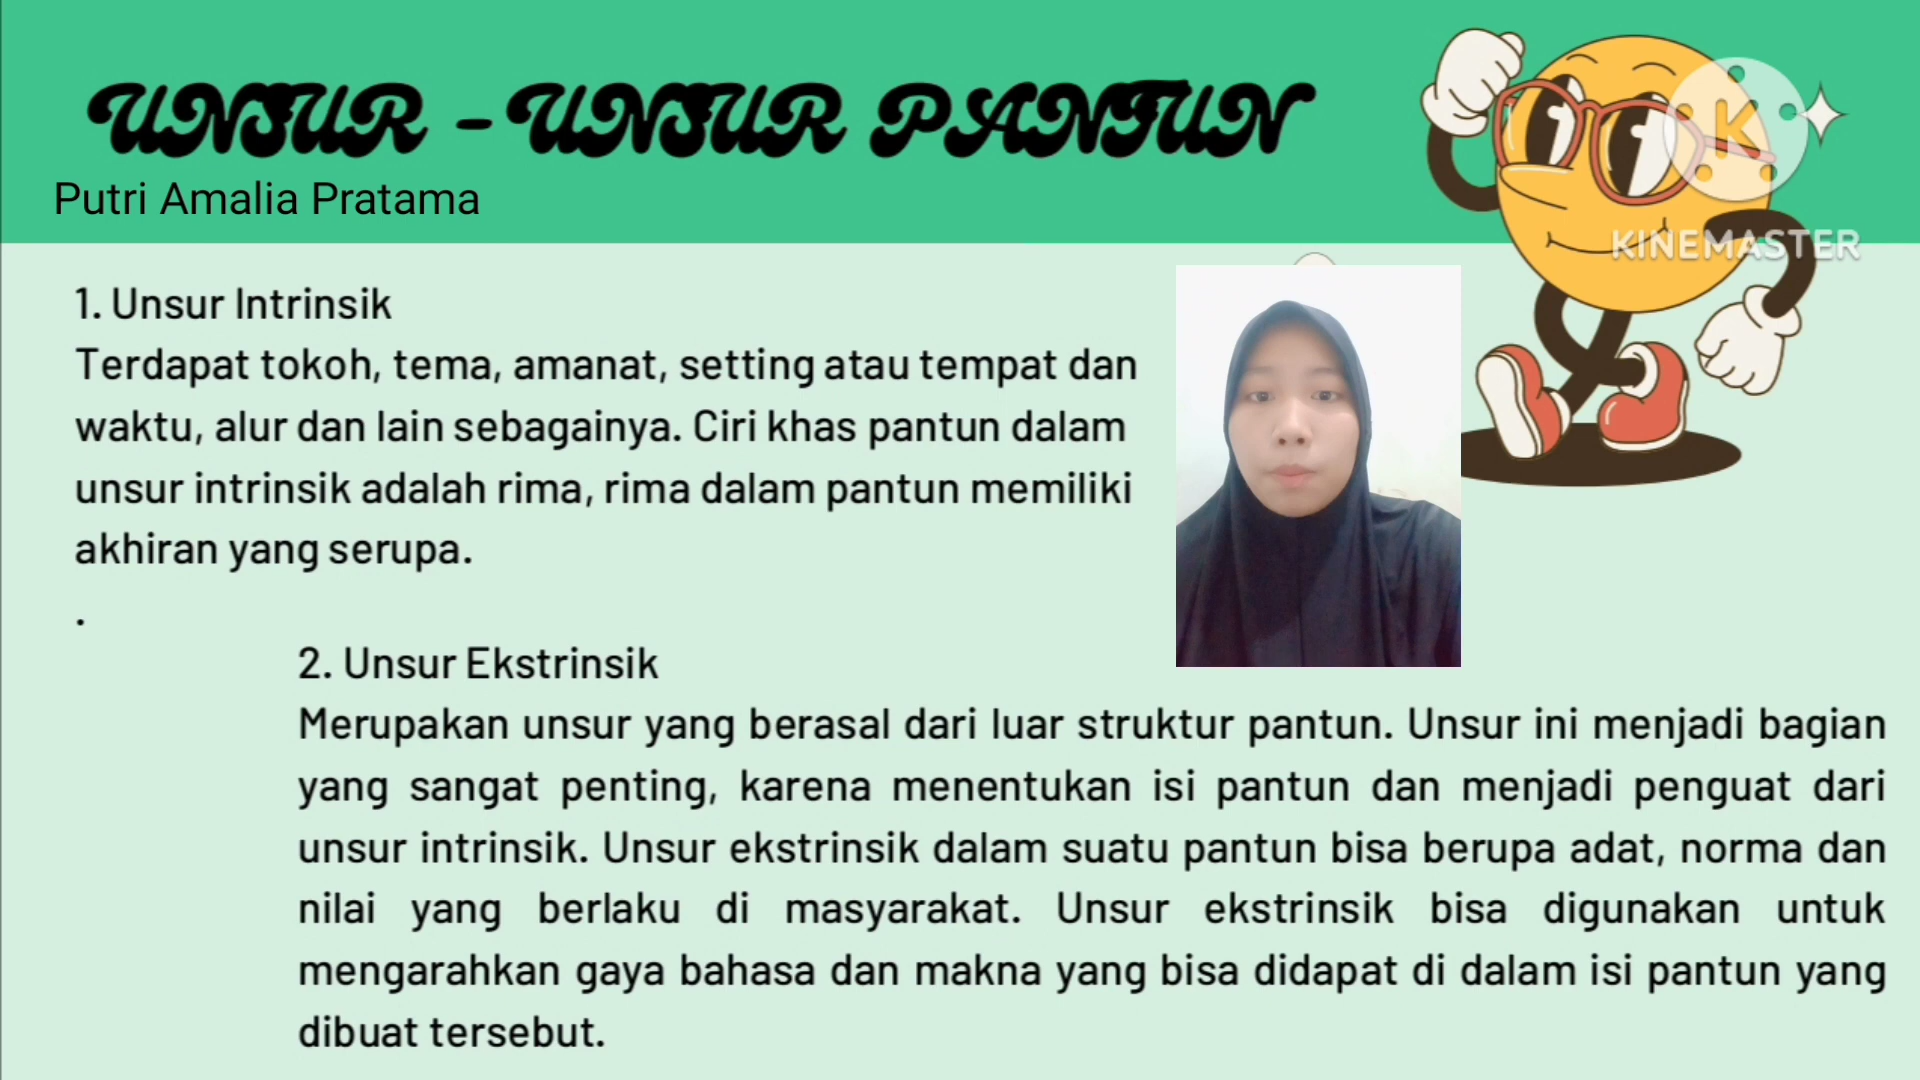 UNSUR - UNSUR PANTUN
Putri Amalia Pratama
K
KINEMASTER
1. Unsur Intrinsik
Terdapat tokoh, tema, amanat, setting atau tempat dan
waktu, alur dan lain sebagainya. Ciri khas pantun dalam
unsur intrinsik adalah rima, rima dalam pantun memiliki
akhiran yang serupa.
.
2. Unsur Ekstrinsik
Merupakan unsur yang berasal dari luar struktur pantun. Unsur ini menjadi bagian
yang sangat penting, karena menentukan isi pantun dan menjadi penguat dari
unsur intrinsik. Unsur ekstrinsik dalam suatu pantun bisa berupa adat, norma dan
nilai yang berlaku di masyarakat. Unsur ekstrinsik bisa digunakan untuk
mengarahkan gaya bahasa dan makna yang bisa didapat di dalam isi pantun yang
dibuat tersebut.